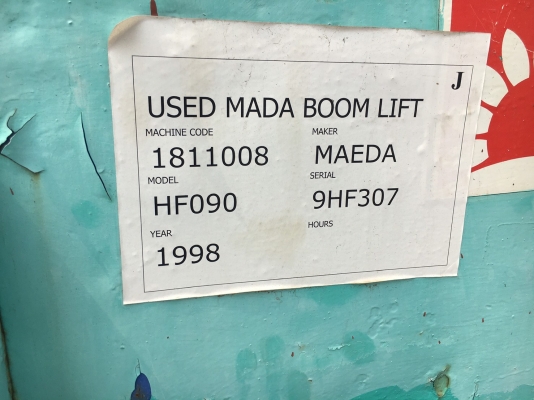 J
USED MADA BOOM LIFT
MACHINE CODE MAKER
1811008 MAEDA
MODEL SERIAL
HF090 9HF307
YEAR HOURS
1998